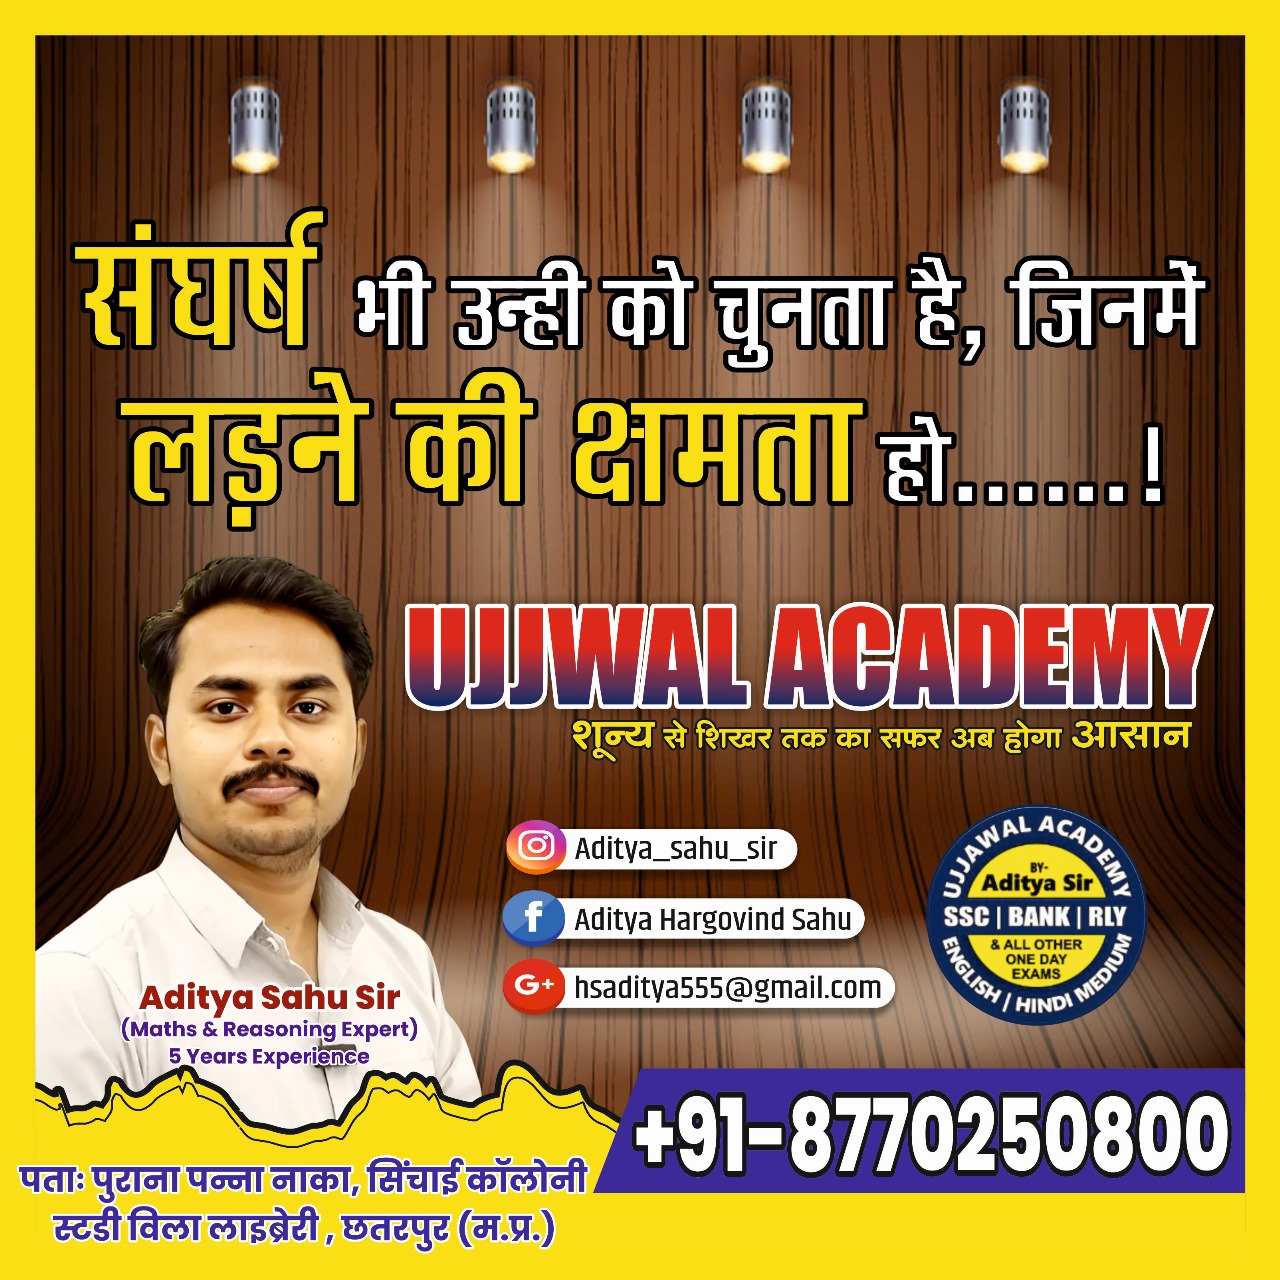 संघर्ष भी उन्ही को चुनता है, जिनमें
लड़ने की क्षमता हो......!
UJJWAL ACADEMY
शून्य से शिखर तक का सफर अब होगा आसान
Aditya_sahu_sir
f Aditya Hargovind Sahu
G+ hsaditya555@gmail.com
UJJAWAL ACADEMY
BY-
Aditya Sir
SSC | BANK | RLY
& ALL OTHER
ONE DAY
EXAMS
ENGLISH | HINDI MEDIUM
Aditya Sahu Sir
(Maths & Reasoning Expert)
5 Years Experience
+91-8770250800
पताः पुराना पन्ना नाका, सिंचाई कॉलोनी
स्टडी विला लाइब्रेरी , छतरपुर (म.प्र.)